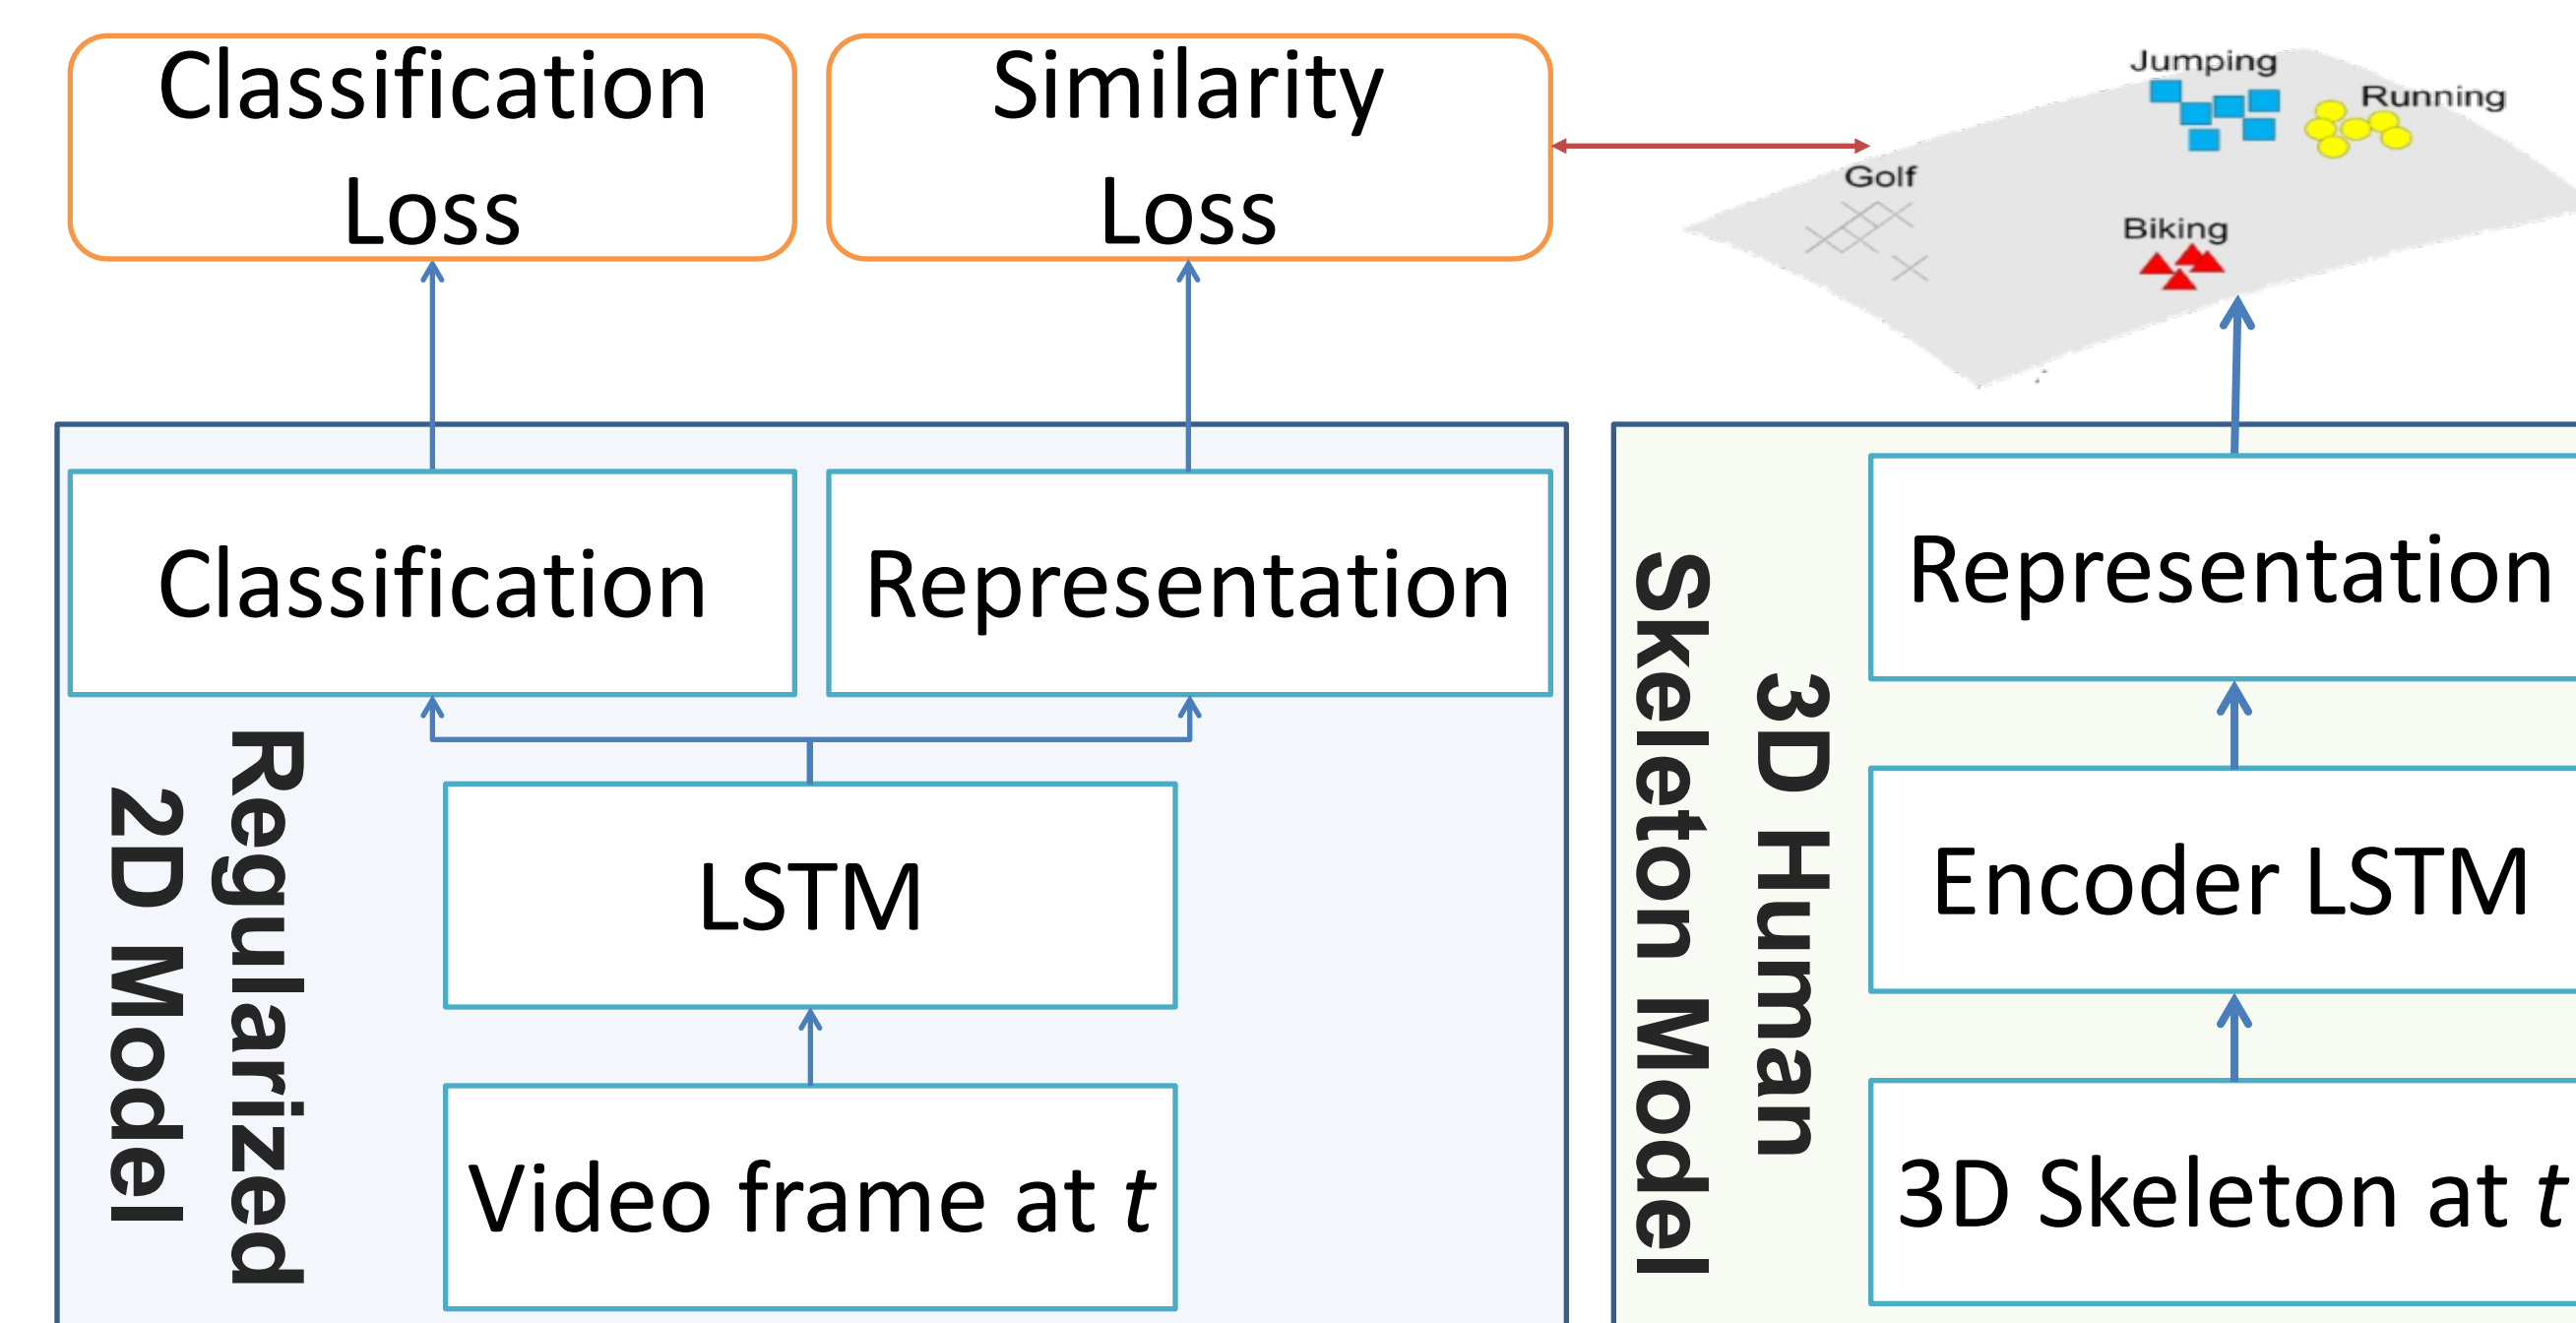 Classification
Loss
Similarity
Loss
Jumping
Running
Golf
Biking
Classification
Representation
Regularized
2D Model
LSTM
Video frame at t
3D Human
Skeleton Model
Representation
Encoder LSTM
3D Skeleton at t